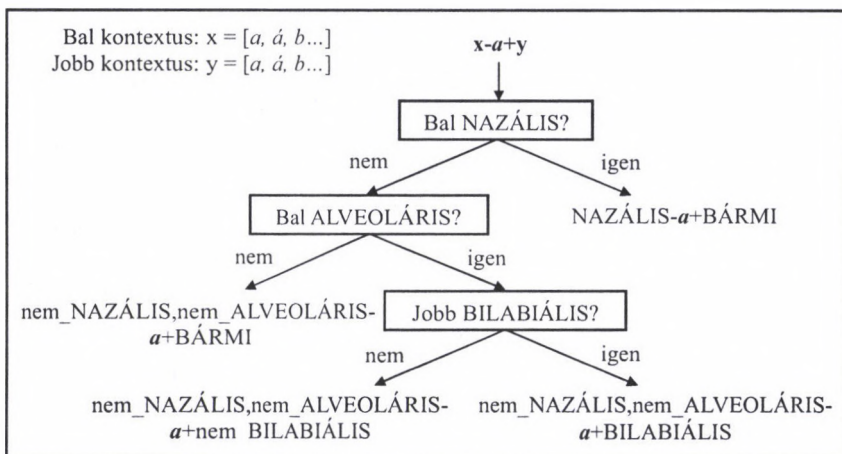 Bal kontextus: x = [a, á, b...]
Jobb kontextus: y = [a, á, b...]
x-a+y
Bal NAZÁLIS?
nem
igen
Bal ALVEOLÁRIS?
NAZÁLIS-a+BÁRMI
nem
igen
nem_NAZÁLIS,nem_ALVEOLÁRIS-
a+BÁRMI
Jobb BILABIÁLIS?
nem
igen
nem_NAZÁLIS,nem_ALVEOLÁRIS-
a+nem BILABIÁLIS
nem_NAZÁLIS,nem_ALVEOLÁRIS-
a+BILABIÁLIS